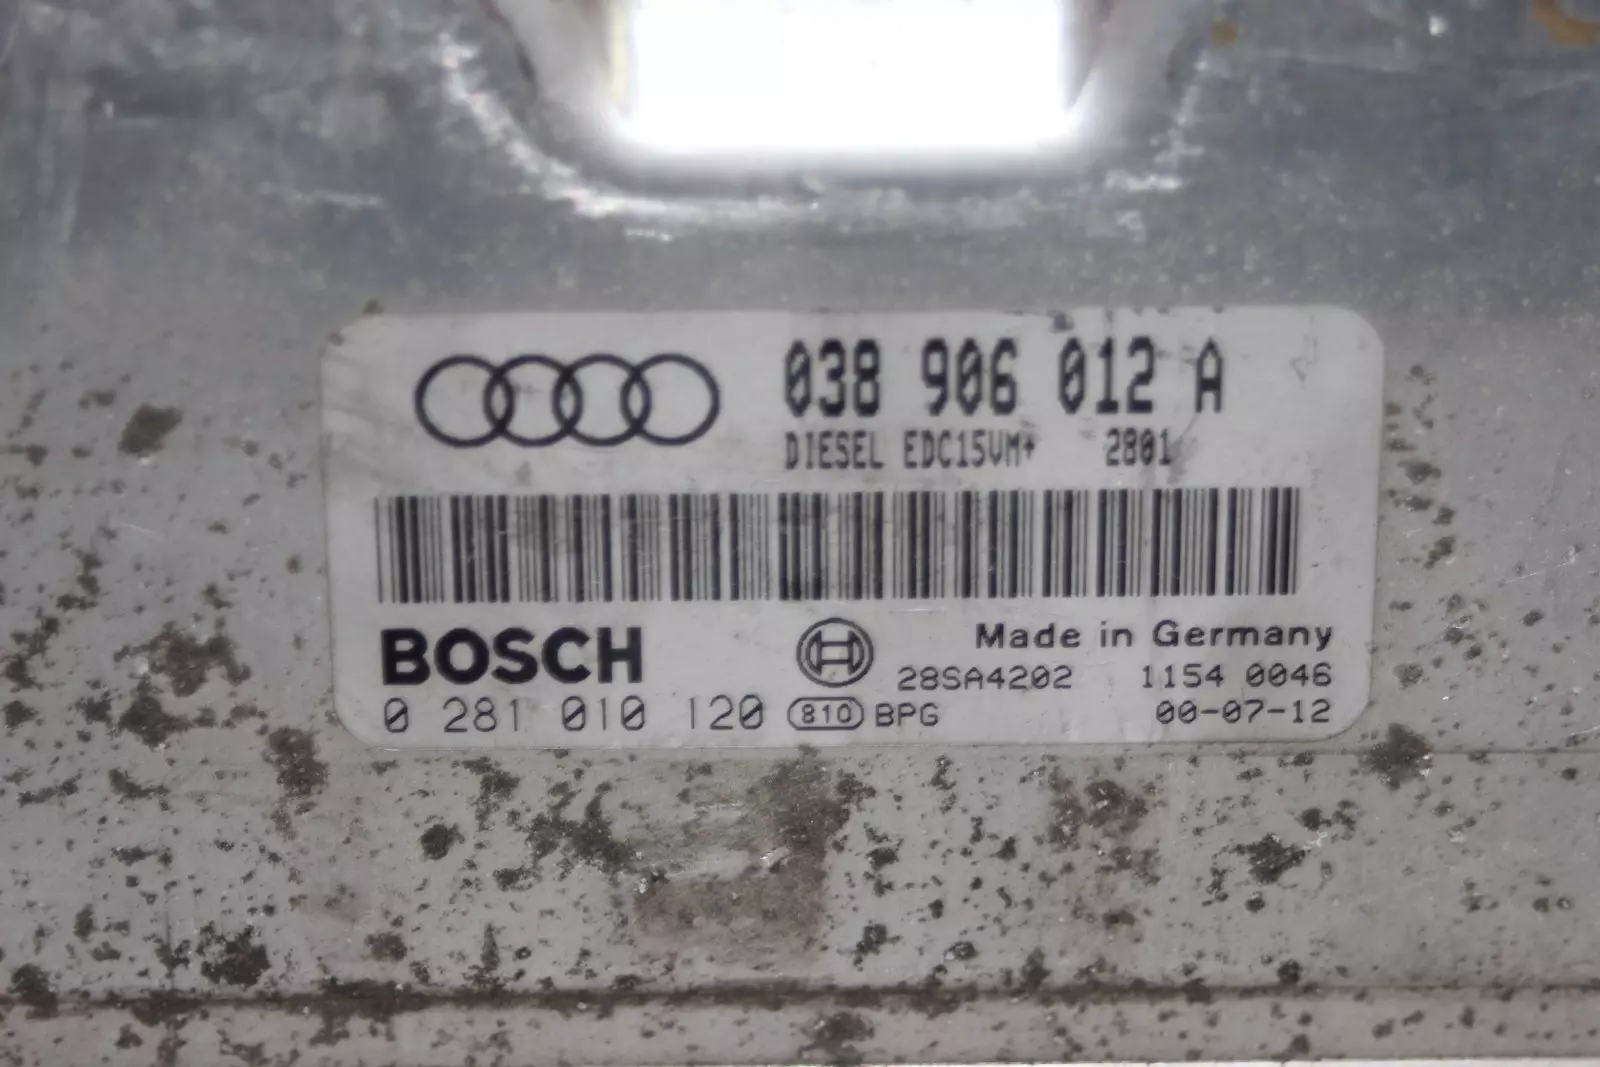 038 906 012 A
DIESEL EDC15VM+ 2801
BOSCH
Made in Germany
28SA4202 1154 0046
0 281 010 120 810 BPG 00-07-12